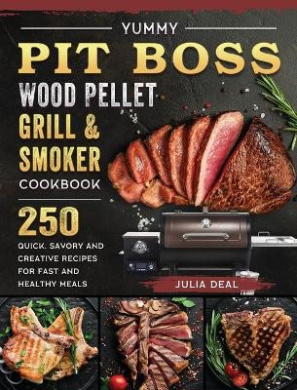 YUMMY
PIT BOSS
WOOD PELLET
GRILL &
SMOKER
COOKBOOK
250
QUICK, SAVORY AND
CREATIVE RECIPES
FOR FAST AND
HEALTHY MEALS
JULIA DEAL